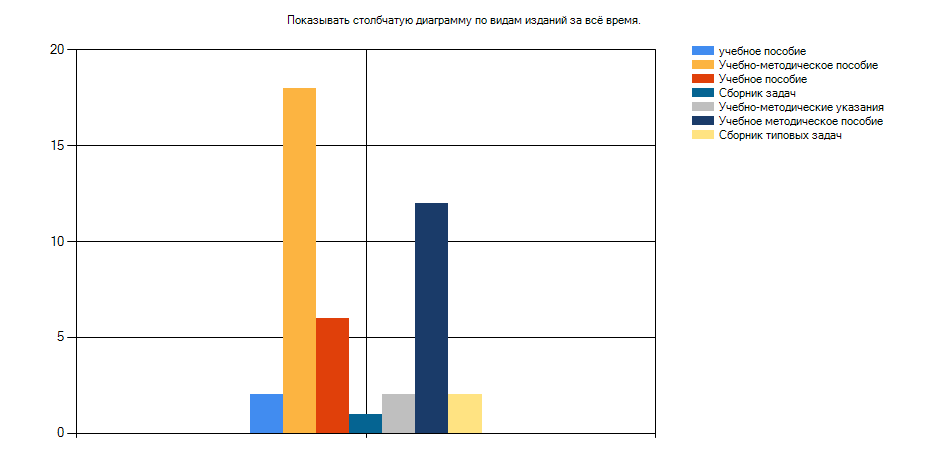 Показывать столбчатую диаграмму по видам изданий за всё время.
20
15
10
5
0
учебное пособие
Учебно-методическое пособие
Учебное пособие
Сборник задач
Учебно-методические указания
Учебное методическое пособие
Сборник типовых задач